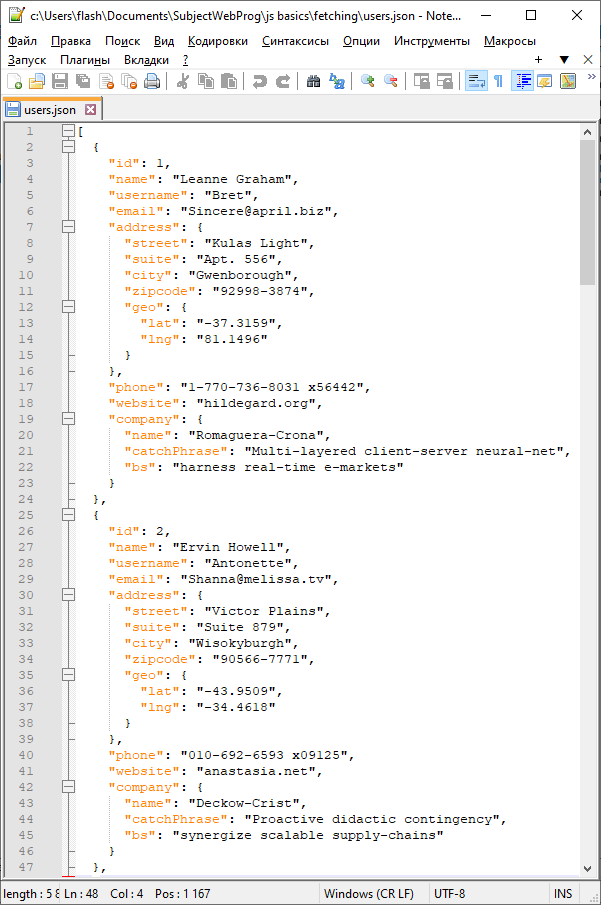 c:\Users\flash\Documents\SubjectWebProg\js basics\fetching\users.json - Note...
Файл Правка Поиск Вид Кодировки Синтаксисы Опции Инструменты Макросы
Запуск Плагины Вкладки ?
users.json
1 [
2 {
3 "id": 1,
4 "name": "Leanne Graham",
5 "username": "Bret",
6 "email": "Sincere@april.biz",
7 "address": {
8 "street": "Kulas Light",
9 "suite": "Apt. 556",
10 "city": "Gwenborough",
11 "zipcode": "92998-3874",
12 "geo": {
13 "lat": "-37.3159",
14 "lng": "81.1496"
15 }
16 },
17 "phone": "1-770-736-8031 x56442",
18 "website": "hildegard.org",
19 "company": {
20 "name": "Romaguera-Crona",
21 "catchPhrase": "Multi-layered client-server neural-net",
22 "bs": "harness real-time e-markets"
23 }
24 },
25 {
26 "id": 2,
27 "name": "Ervin Howell",
28 "username": "Antonette",
29 "email": "Shanna@melissa.tv",
30 "address": {
31 "street": "Victor Plains",
32 "suite": "Suite 879",
33 "city": "Wisokyburgh",
34 "zipcode": "90566-7771",
35 "geo": {
36 "lat": "-43.9509",
37 "lng": "-34.4618"
38 }
39 },
40 "phone": "010-692-6593 x09125",
41 "website": "anastasia.net",
42 "company": {
43 "name": "Deckow-Crist",
44 "catchPhrase": "Proactive didactic contingency",
45 "bs": "synergize scalable supply-chains"
46 }
47 },
length : 5 8 Ln : 48 Col : 4 Pos : 1 167 Windows (CR LF) UTF-8 INS